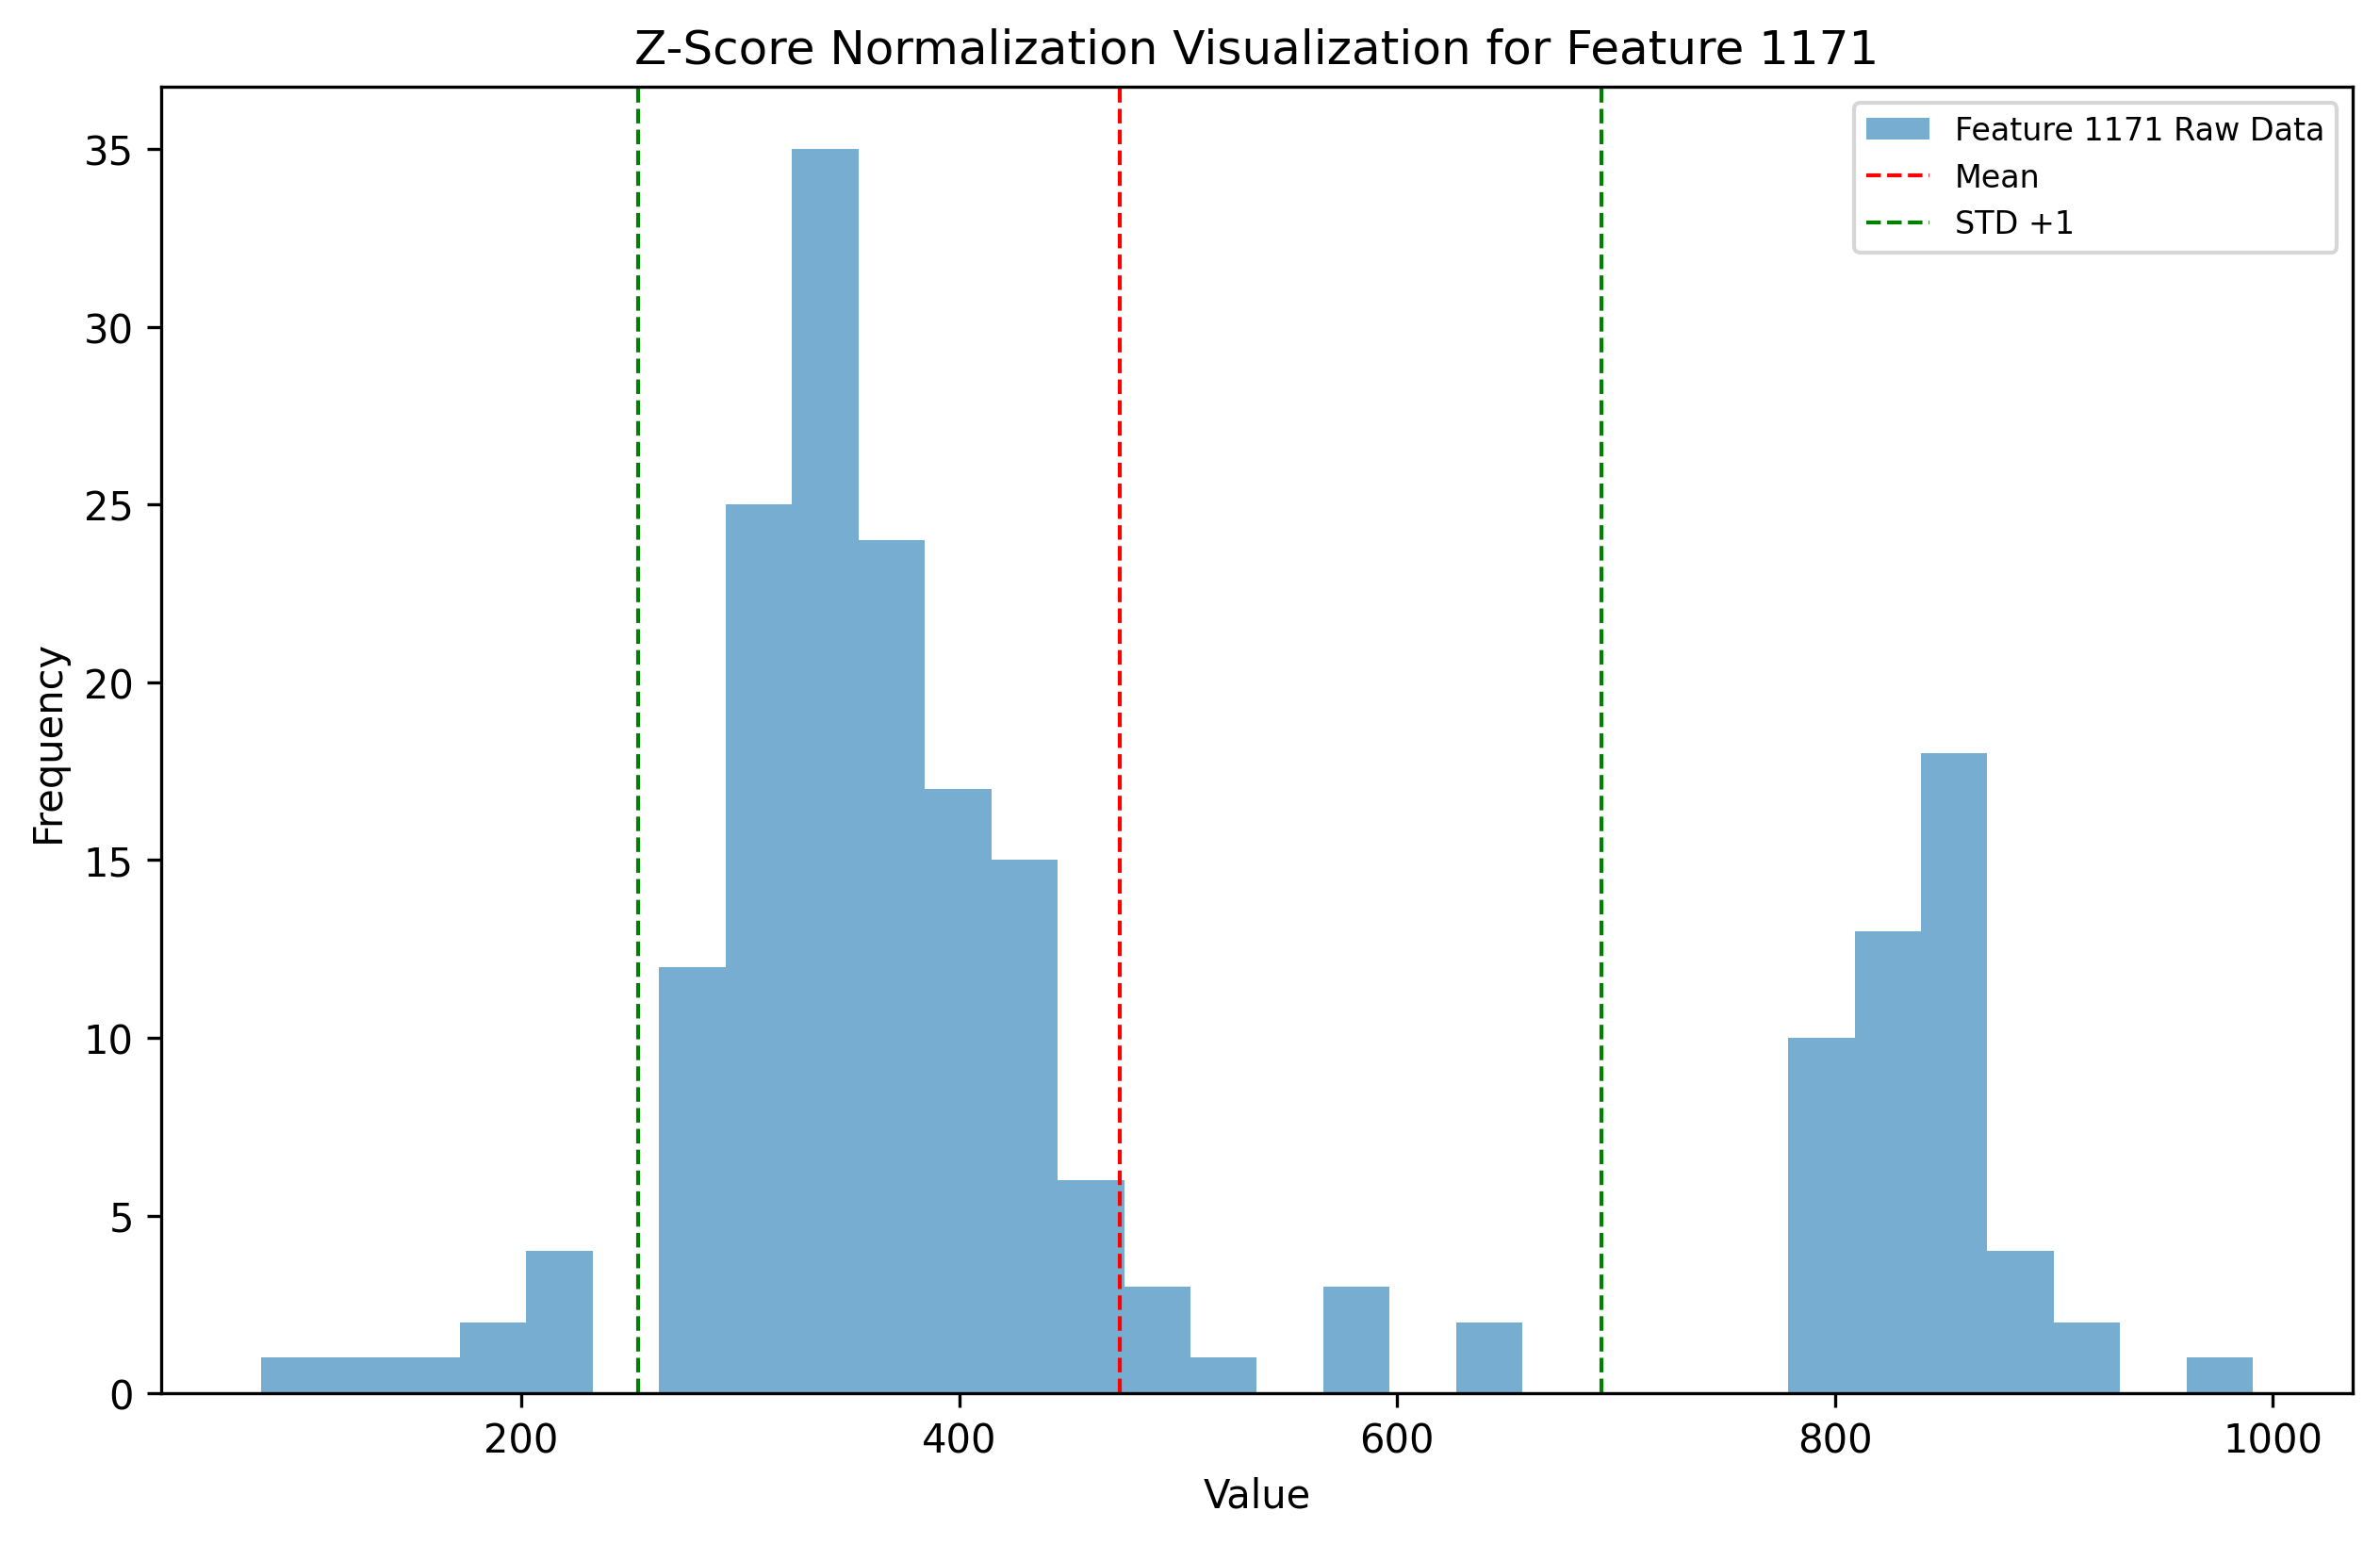 Z-Score Normalization Visualization for Feature 1171
Feature 1171 Raw Data
Mean
STD +1
35
30
25
20
15
10
5
0
Frequency
200
400
600
800
1000
Value